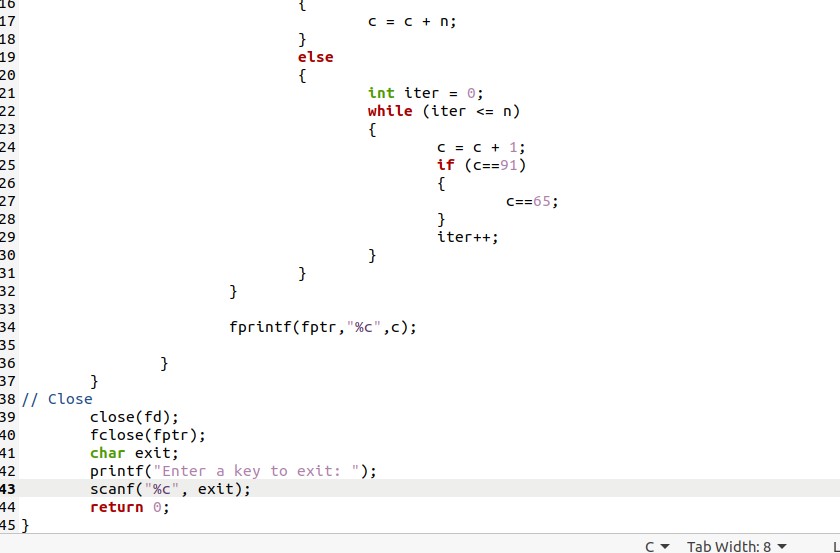 16 {
17 c = c + n;
18 }
19 else
20 {
21 int iter = 0;
22 while (iter <= n)
23 {
24 c = c + 1;
25 if (c==91)
26 {
27 c==65;
28 }
29 iter++;
30 }
31 }
32 }
33
34 fprintf(fptr,"%c",c);
35
36 }
37 }
38 // Close
39 close(fd);
40 fclose(fptr);
41 char exit;
42 printf("Enter a key to exit: ");
43 scanf("%c", exit);
44 return 0;
45 }
C Tab Width: 8